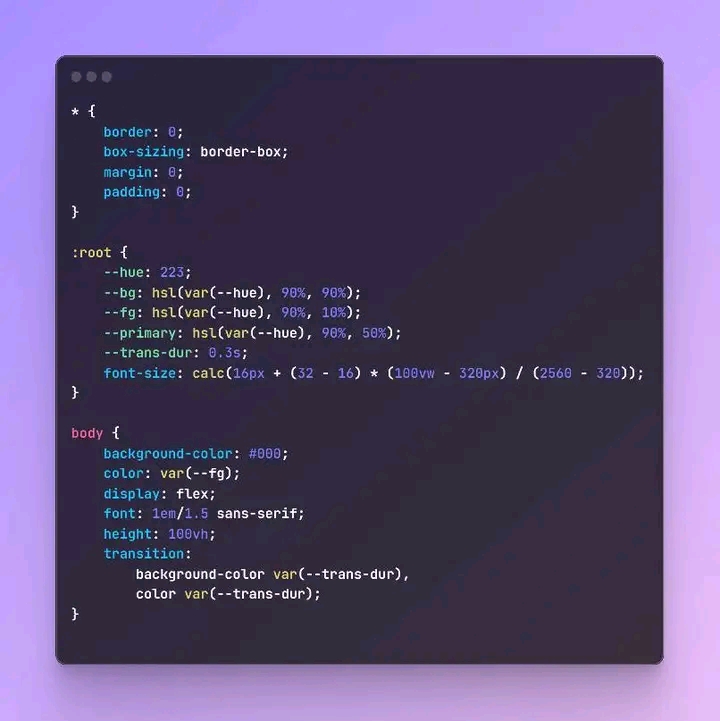 * {
    border: 0;
    box-sizing: border-box;
    margin: 0;
    padding: 0;
}

:root {
    --hue: 223;
    --bg: hsl(var(--hue), 90%, 90%);
    --fg: hsl(var(--hue), 90%, 10%);
    --primary: hsl(var(--hue), 90%, 50%);
    --trans-dur: 0.3s;
    font-size: calc(16px + (32 - 16) * (100vw - 320px) / (2560 - 320));
}

body {
    background-color: #000;
    color: var(--fg);
    display: flex;
    font: 1em/1.5 sans-serif;
    height: 100vh;
    transition:
        background-color var(--trans-dur),
        color var(--trans-dur);
}